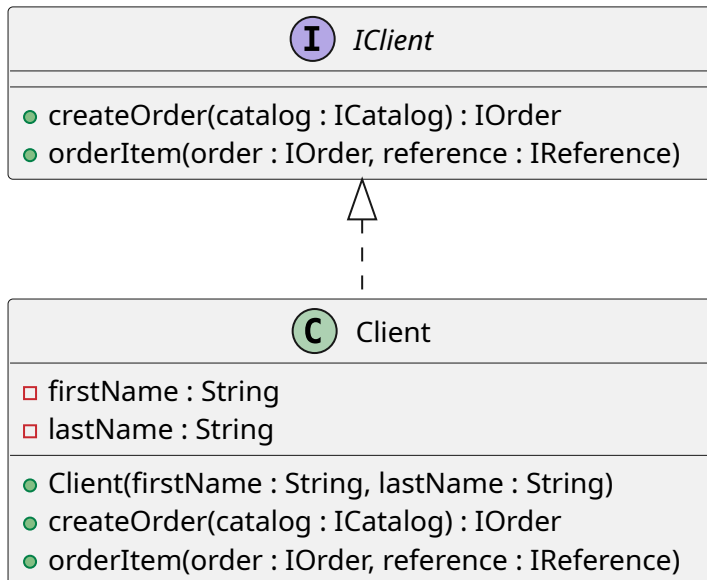 I IClient
createOrder(catalog : ICatalog) : IOrder
orderItem(order : IOrder, reference : IReference)
C Client
firstName : String
lastName : String
Client(firstName : String, lastName : String)
createOrder(catalog : ICatalog) : IOrder
orderItem(order : IOrder, reference : IReference)